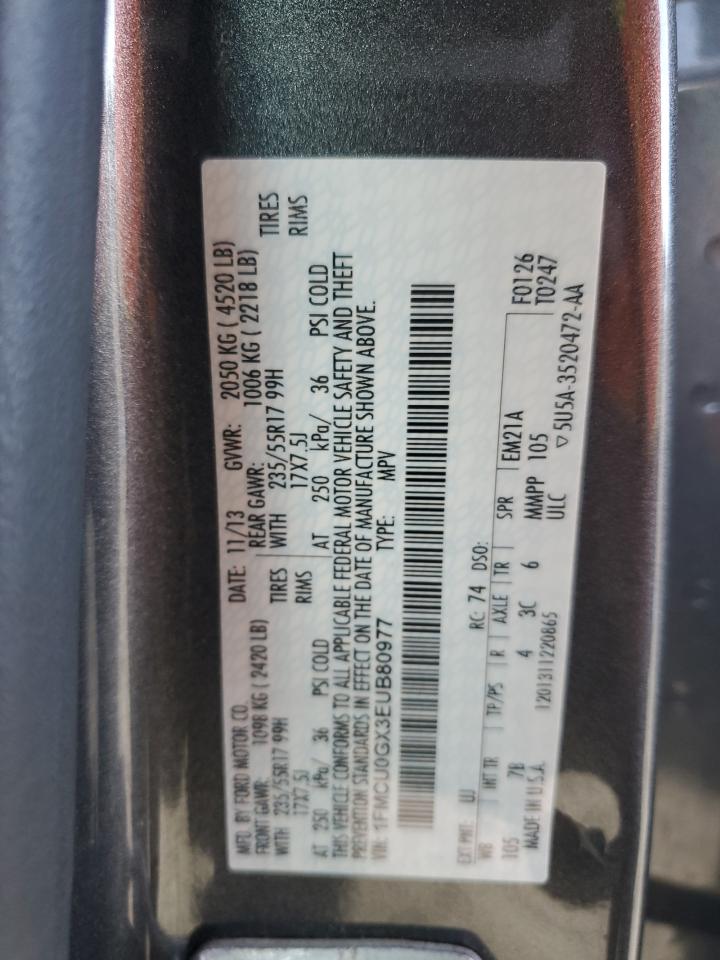 MFD. BY FORD MOTOR CO. DATE: 11/13 GVWR: 2050 KG ( 4520 LB)
FRONT GAWR: 1098 KG ( 2420 LB) REAR GAWR: 1006 KG ( 2218 LB)
WITH 235/55R17 99H TIRES WITH 235/55R17 99H TIRES
17X7.5J RIMS 17X7.5J RIMS
AT 250 kPa/ 36 PSI COLD AT 250 kPa/ 36 PSI COLD
THIS VEHICLE CONFORMS TO ALL APPLICABLE FEDERAL MOTOR VEHICLE SAFETY AND THEFT
PREVENTION STANDARDS IN EFFECT ON THE DATE OF MANUFACTURE SHOWN ABOVE.
VIN: 1FMCU0GX3EUB80977 TYPE: MPV
EXT PNT: UJ RC: 74 DSO: F0126
WB INT TR TP/PS R AXLE TR SPR EM21A T0247
105 7B 4 3C 6 MMPP 105
MADE IN U.S.A. 1201311220865 ULC ▽5U5A-3520472-AA